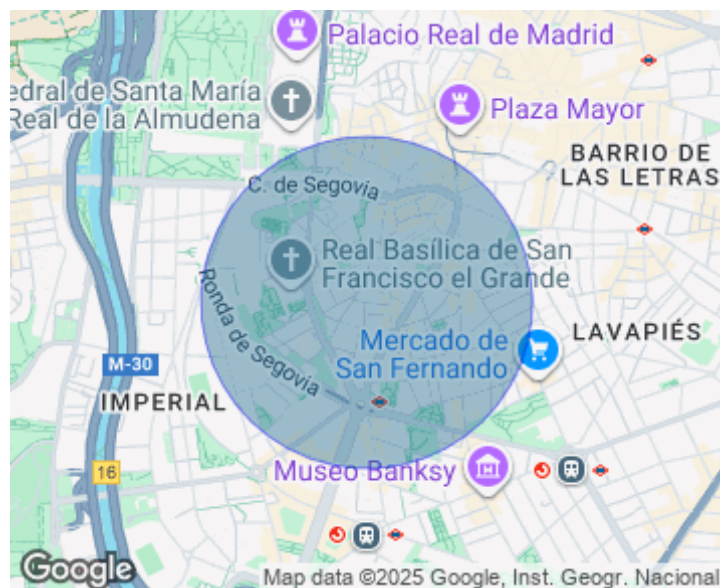 Palacio Real de Madrid
edral de Santa María
Real de la Almudena
Plaza Mayor
BARRIO DE
LAS LETRAS
C. de Segovia
Real Basílica de San
Francisco el Grande
Ronda de Segovia
Mercado de
San Fernando
LAVAPIÉS
M-30
IMPERIAL
Museo Banksy
16
Google
Map data ©2025 Google, Inst. Geogr. Nacional